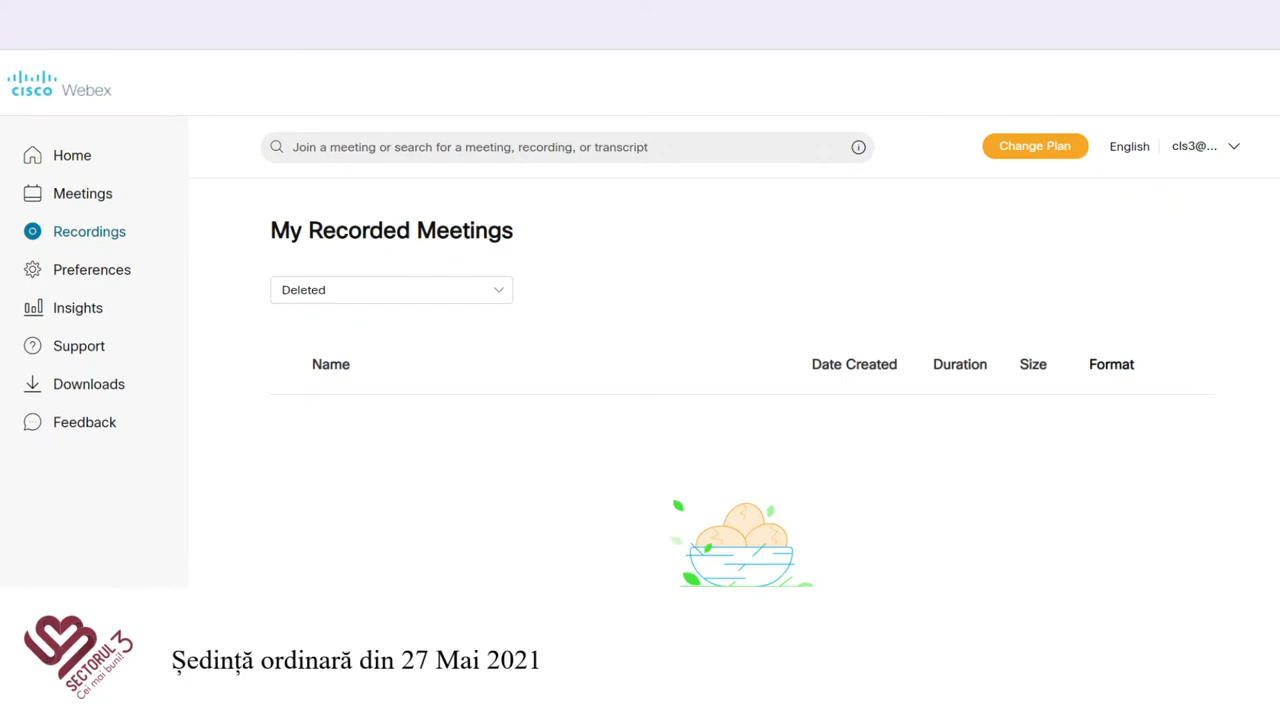 cisco Webex
Home
Meetings
Recordings
Preferences
Insights
Support
Downloads
Feedback
Join a meeting or search for a meeting, recording, or transcript
Change Plan
English
cls3@...
My Recorded Meetings
Deleted
Name Date Created Duration Size Format
SECTORUL 3
Cei mai buni!
Ședință ordinară din 27 Mai 2021